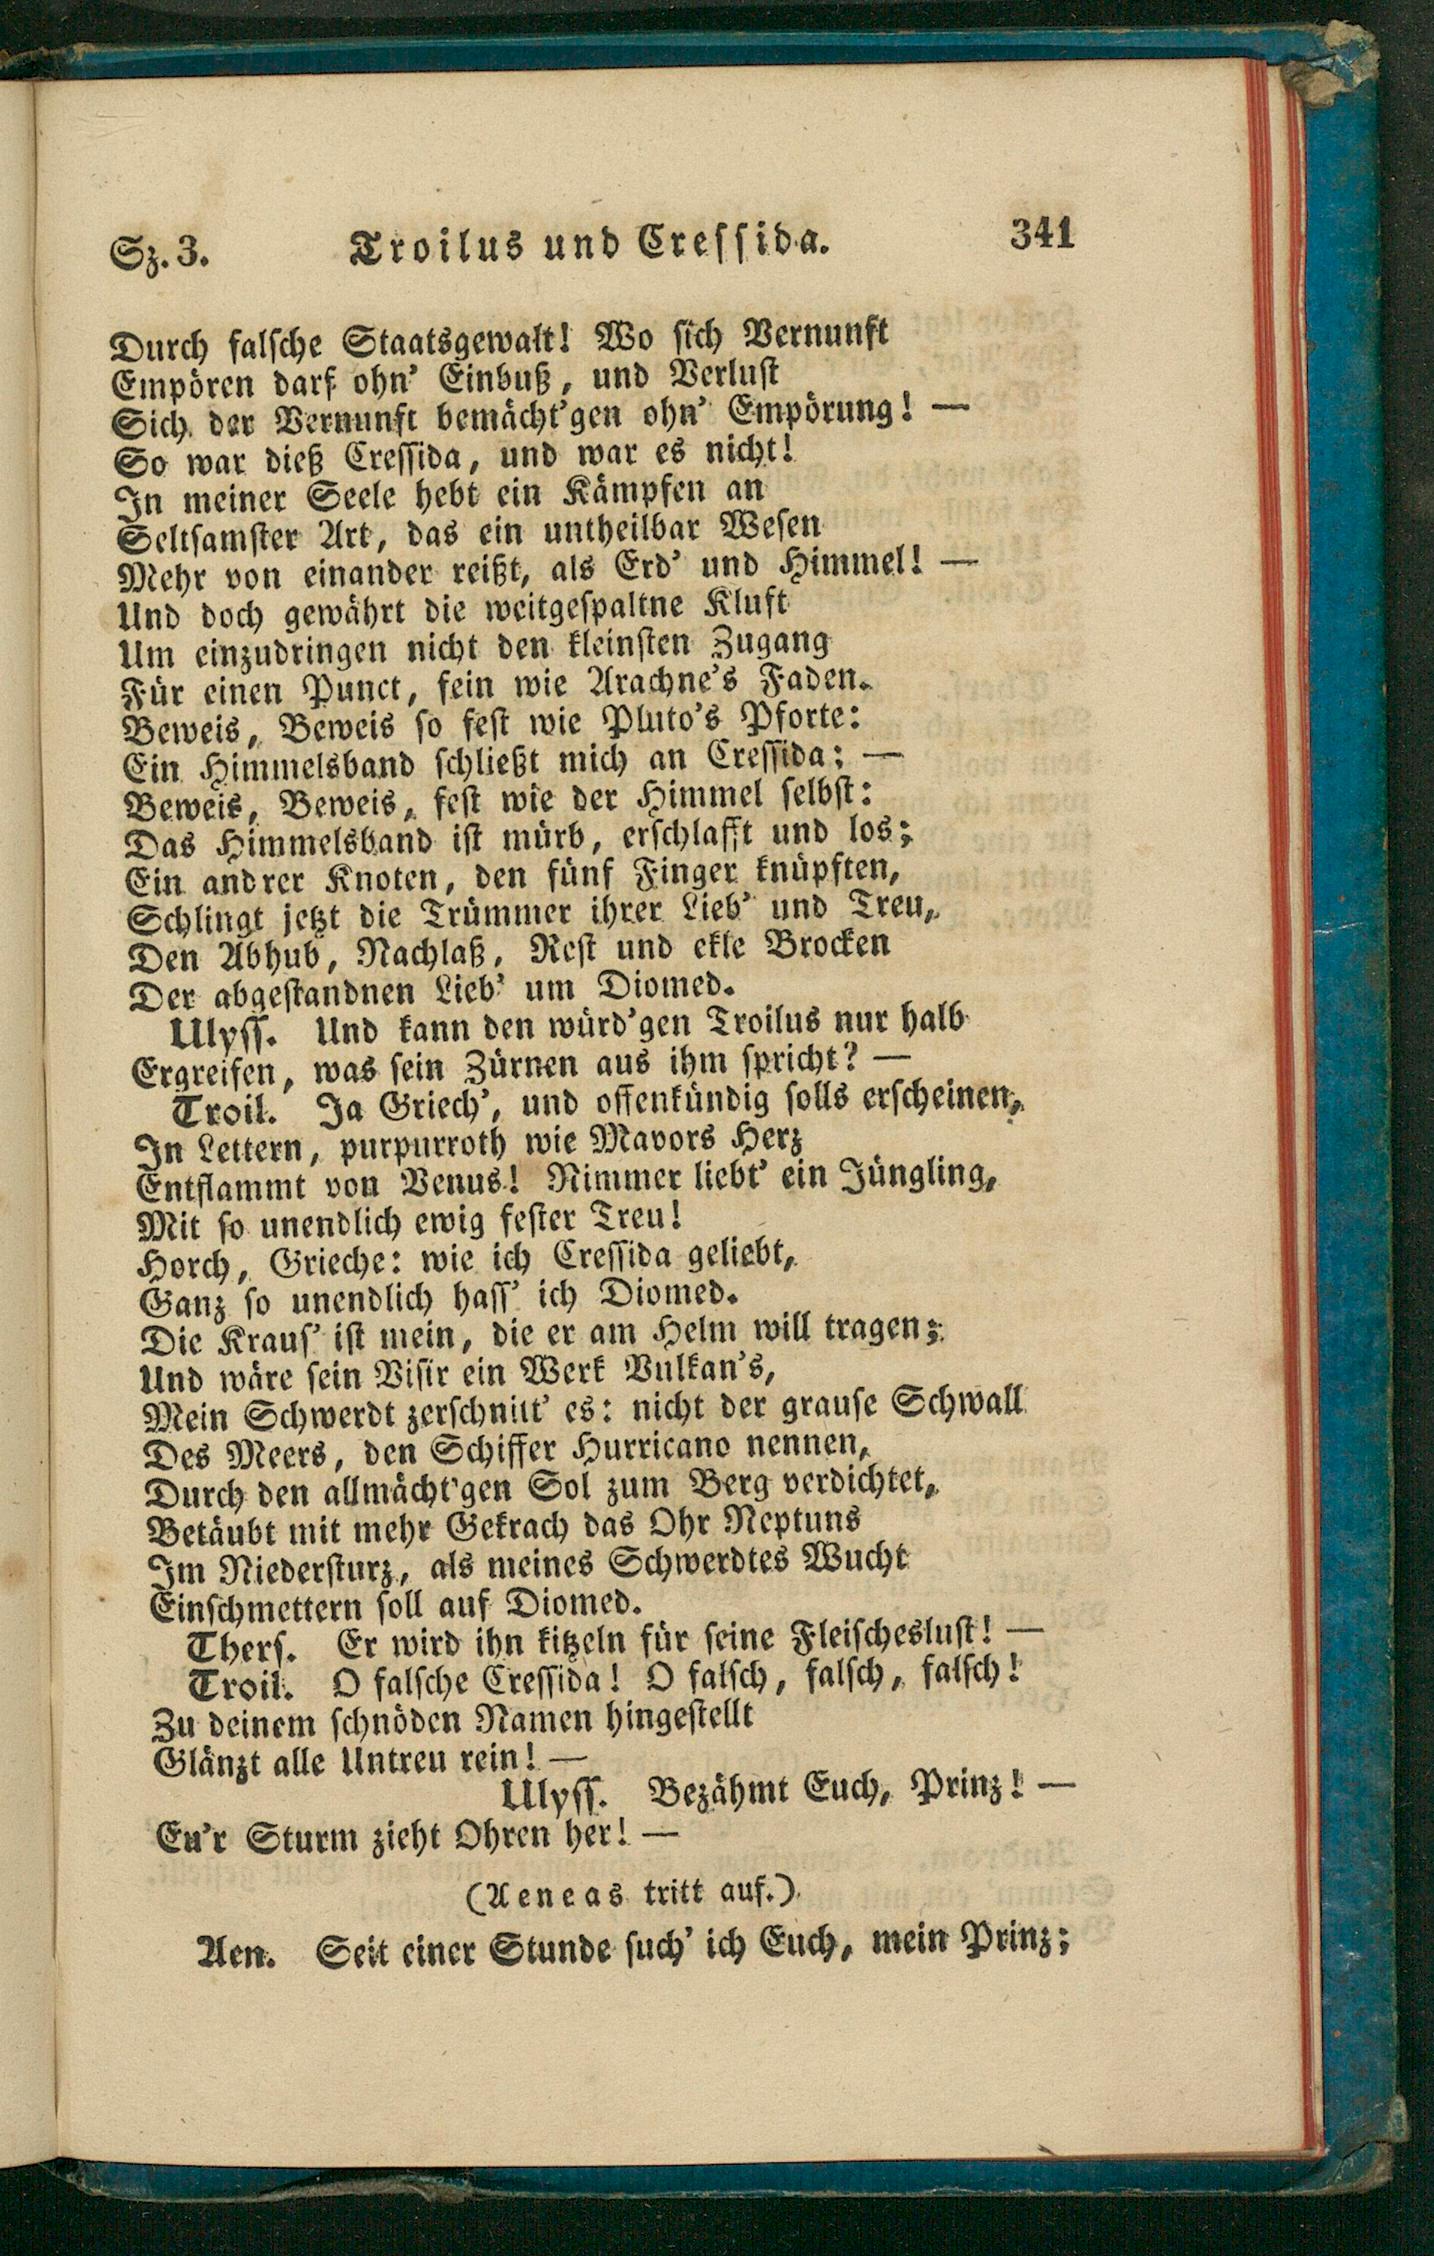 Sz. 3. Troilus und Cressida. 341
Durch falsche Staatsgewalt! Wo sich Vernunft
Empören darf ohn' Einbuß, und Verlust
Sich der Vernunft bemächt'gen ohn' Empörung! —
So war dieß Cressida, und war es nicht!
In meiner Seele hebt ein Kämpfen an
Seltsamster Art, das ein untheilbar Wesen
Mehr von einander reißt, als Erd' und Himmel! —
Und doch gewährt die weitgespaltne Kluft
Um einzudringen nicht den kleinsten Zugang
Für einen Punct, fein wie Arachne's Faden.
Beweis, Beweis so fest wie Pluto's Pforte:
Ein Himmelsband schließt mich an Cressida; —
Beweis, Beweis, fest wie der Himmel selbst:
Das Himmelsband ist mürb, erschlafft und los;
Ein andrer Knoten, den fünf Finger knüpften,
Schlingt jetzt die Trümmer ihrer Lieb' und Treu,
Den Abhub, Nachlaß, Rest und ekle Brocken
Der abgestandnen Lieb' um Diomed.
Ulyss. Und kann den würd'gen Troilus nur halb
Ergreifen, was sein Zürnen aus ihm spricht? —
Troil. Ja Griech', und offenkündig solls erscheinen,
In Lettern, purpurroth wie Mavors Herz
Entflammt von Venus! Nimmer liebt' ein Jüngling,
Mit so unendlich ewig fester Treu!
Horch, Grieche: wie ich Cressida geliebt,
Ganz so unendlich hass' ich Diomed.
Die Kraus' ist mein, die er am Helm will tragen;
Und wäre sein Visir ein Werk Vulkan's,
Mein Schwerdt zerschnitt' es: nicht der grause Schwall
Des Meers, den Schiffer Hurricano nennen,
Durch den allmächt'gen Sol zum Berg verdichtet,
Betäubt mit mehr Gekrach das Ohr Neptuns
Im Niedersturz, als meines Schwerdtes Wucht
Einschmettern soll auf Diomed.
Thers. Er wird ihn kitzeln für seine Fleischeslust! —
Troil. O falsche Cressida! O falsch, falsch, falsch!
Zu deinem schnöden Namen hingestellt
Glänzt alle Untreu rein! —
Ulyss. Bezähmt Euch, Prinz! —
Eu'r Sturm zieht Ohren her! —
(Aeneas tritt auf.)
Aen. Seit einer Stunde such' ich Euch, mein Prinz;